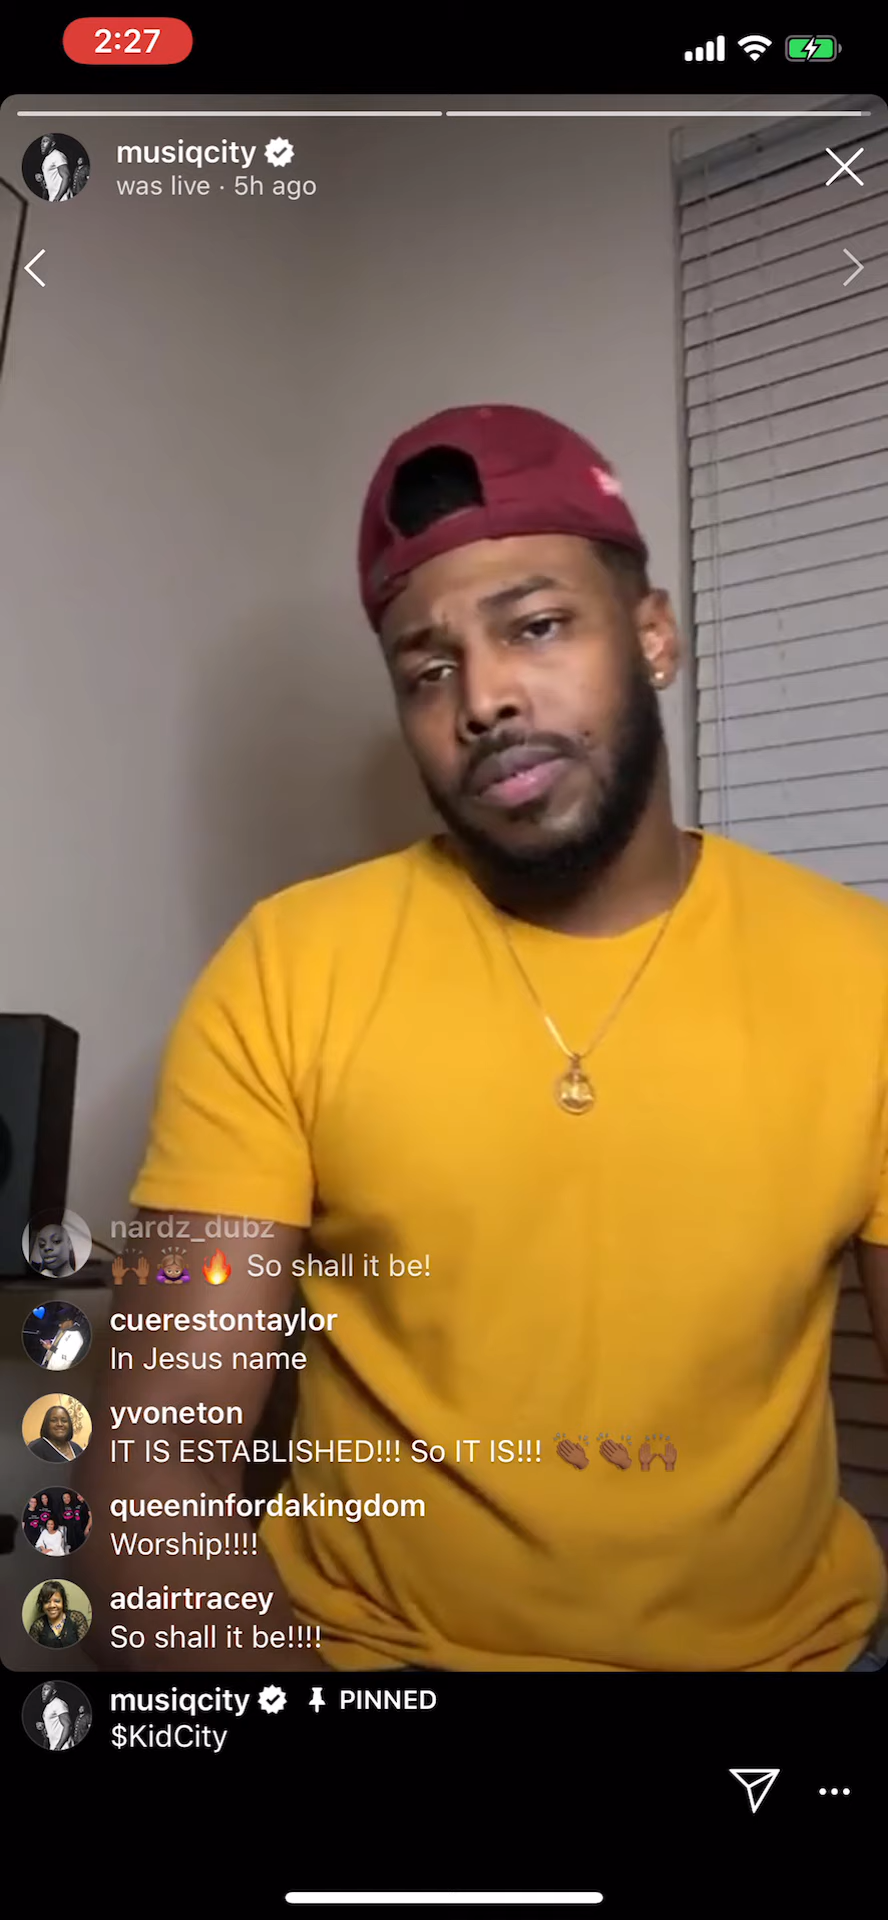 2:27
musiqcity
was live · 5h ago
nardz_dubz
🙌🏾 🙇🏽‍♀️ 🔥 So shall it be!
cuerestontaylor
In Jesus name
yvoneton
IT IS ESTABLISHED!!! So IT IS!!! 👏🏾👏🏾🙌🏾
queeninfordakingdom
Worship!!!!
adairtracey
So shall it be!!!!
musiqcity PINNED
$KidCity